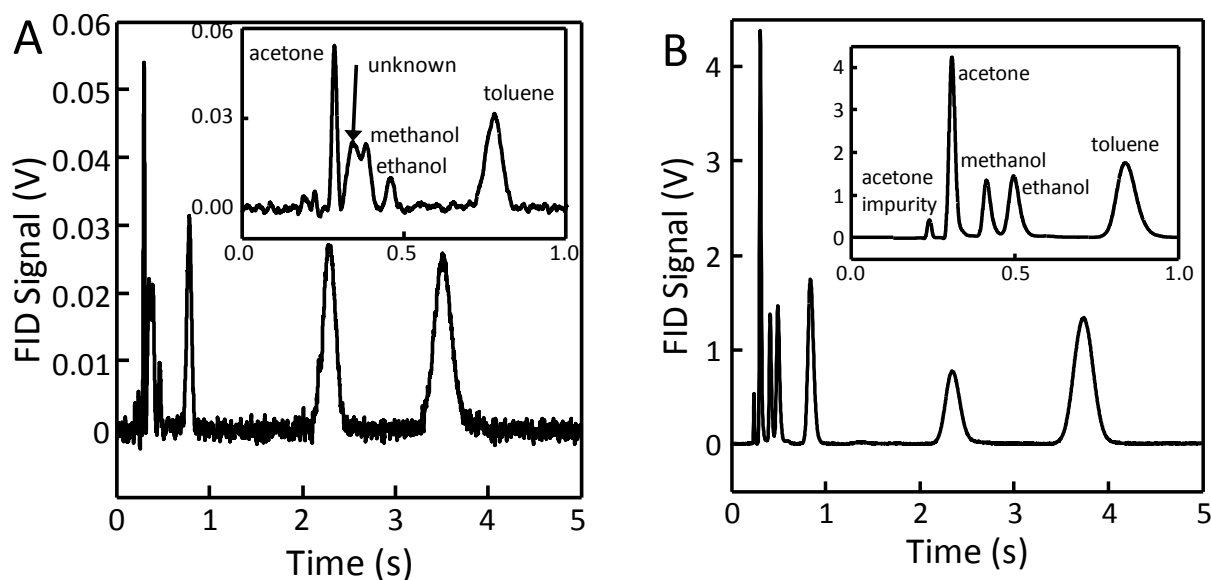 A
FID Signal (V)
0.06
0.05
0.04
0.03
0.02
0.01
0
0 1 2 3 4 5
Time (s)
0.06
0.03
0.00
0.0 0.5 1.0
acetone
unknown
methanol
ethanol
toluene
B
FID Signal (V)
4
3
2
1
0
0 1 2 3 4 5
Time (s)
4
3
2
1
0
0.0 0.5 1.0
acetone
acetone
impurity
methanol
ethanol
toluene